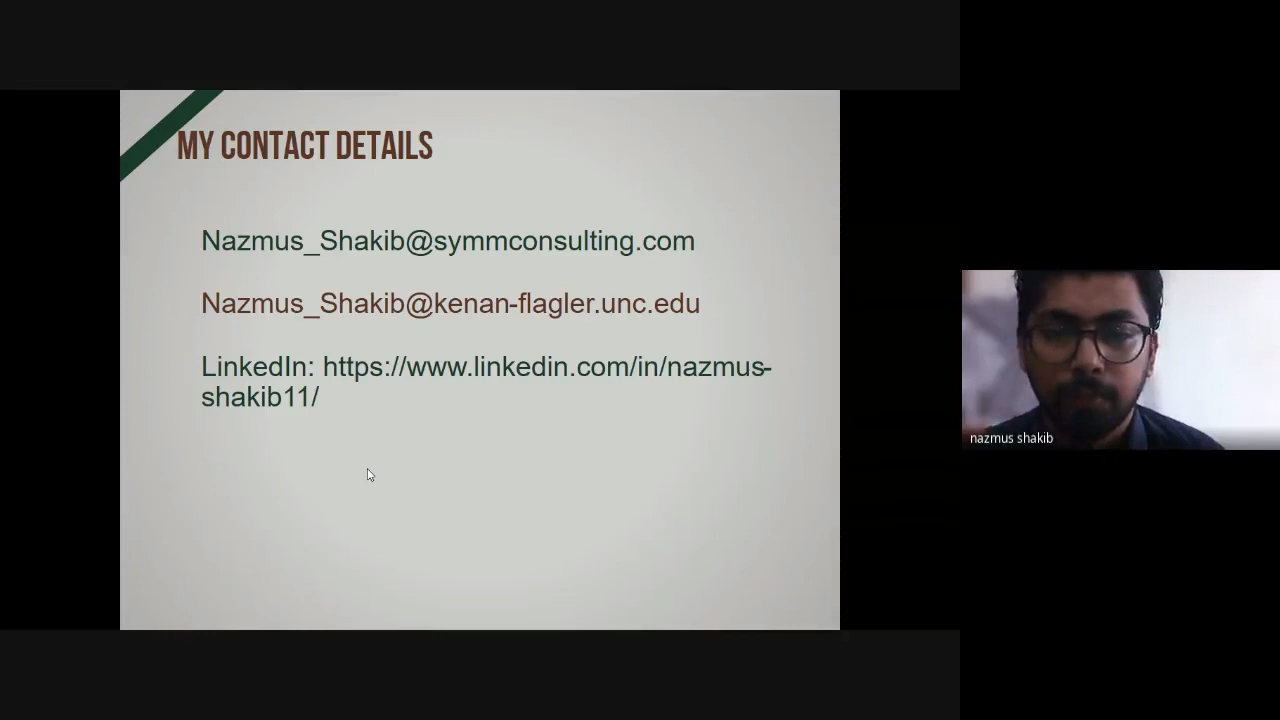 MY CONTACT DETAILS
Nazmus_Shakib@symmconsulting.com
Nazmus_Shakib@kenan-flagler.unc.edu
LinkedIn: https://www.linkedin.com/in/nazmus-
shakib11/
nazmus shakib